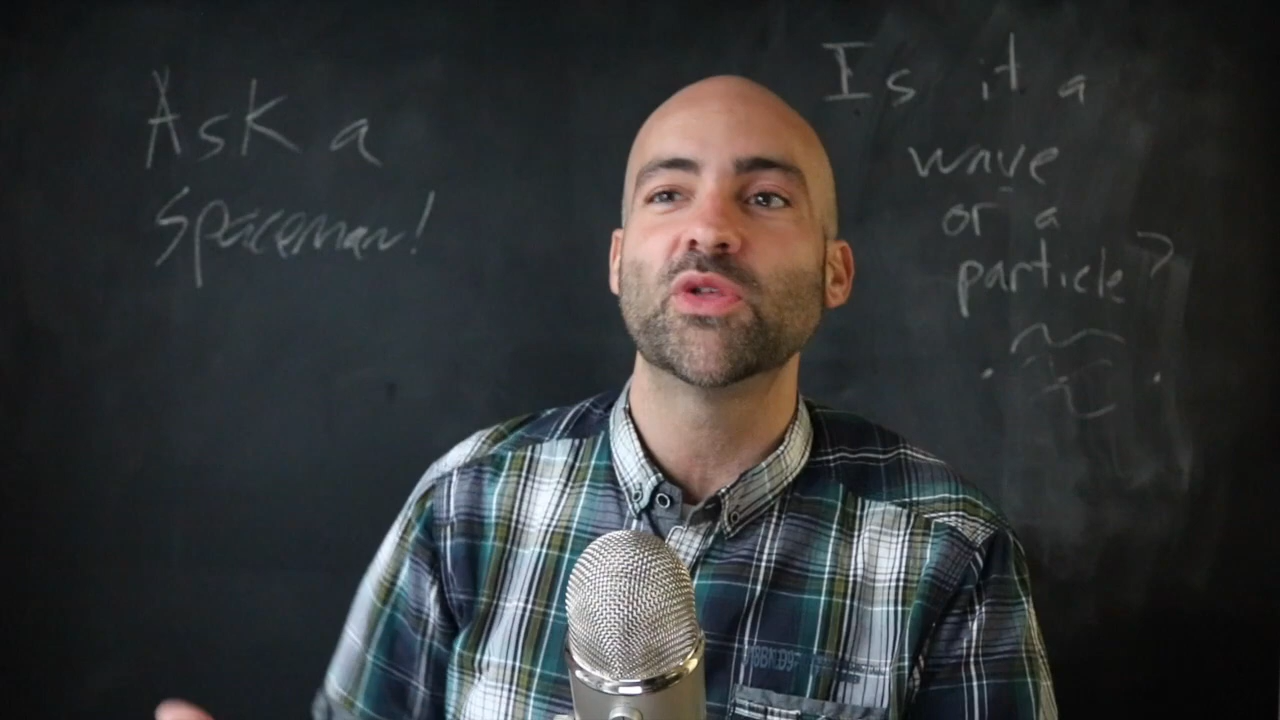 Ask a
Spaceman!
Is it a
wave
or a
particle?